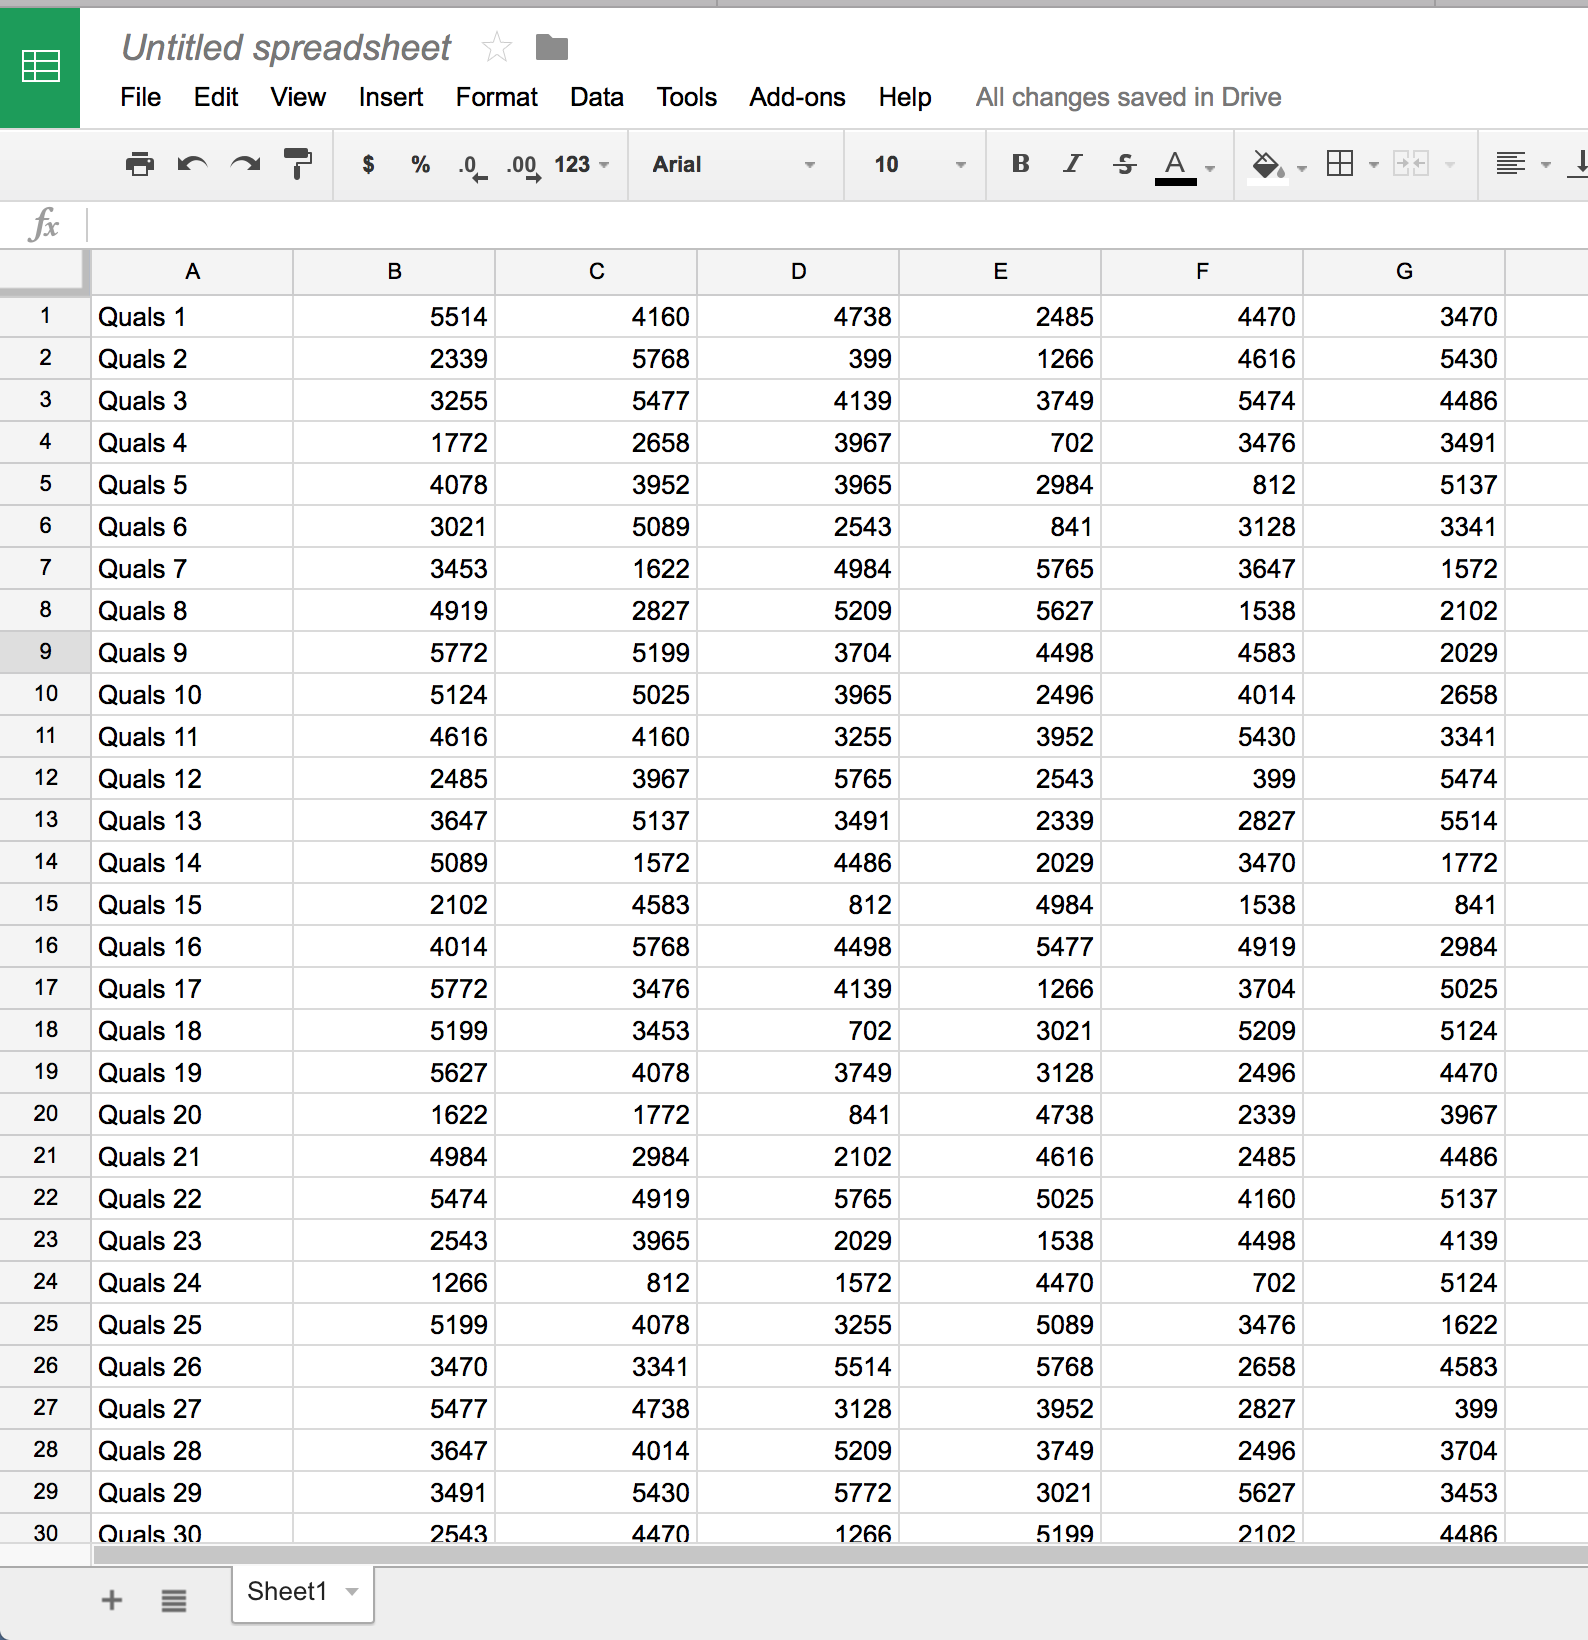 Untitled spreadsheet
File Edit View Insert Format Data Tools Add-ons Help All changes saved in Drive
$ % .0 .00 123 Arial 10 B I S A
fx
A B C D E F G
1 Quals 1 5514 4160 4738 2485 4470 3470
2 Quals 2 2339 5768 399 1266 4616 5430
3 Quals 3 3255 5477 4139 3749 5474 4486
4 Quals 4 1772 2658 3967 702 3476 3491
5 Quals 5 4078 3952 3965 2984 812 5137
6 Quals 6 3021 5089 2543 841 3128 3341
7 Quals 7 3453 1622 4984 5765 3647 1572
8 Quals 8 4919 2827 5209 5627 1538 2102
9 Quals 9 5772 5199 3704 4498 4583 2029
10 Quals 10 5124 5025 3965 2496 4014 2658
11 Quals 11 4616 4160 3255 3952 5430 3341
12 Quals 12 2485 3967 5765 2543 399 5474
13 Quals 13 3647 5137 3491 2339 2827 5514
14 Quals 14 5089 1572 4486 2029 3470 1772
15 Quals 15 2102 4583 812 4984 1538 841
16 Quals 16 4014 5768 4498 5477 4919 2984
17 Quals 17 5772 3476 4139 1266 3704 5025
18 Quals 18 5199 3453 702 3021 5209 5124
19 Quals 19 5627 4078 3749 3128 2496 4470
20 Quals 20 1622 1772 841 4738 2339 3967
21 Quals 21 4984 2984 2102 4616 2485 4486
22 Quals 22 5474 4919 5765 5025 4160 5137
23 Quals 23 2543 3965 2029 1538 4498 4139
24 Quals 24 1266 812 1572 4470 702 5124
25 Quals 25 5199 4078 3255 5089 3476 1622
26 Quals 26 3470 3341 5514 5768 2658 4583
27 Quals 27 5477 4738 3128 3952 2827 399
28 Quals 28 3647 4014 5209 3749 2496 3704
29 Quals 29 3491 5430 5772 3021 5627 3453
30 Quals 30 2543 4470 1266 5199 2102 4486
Sheet1